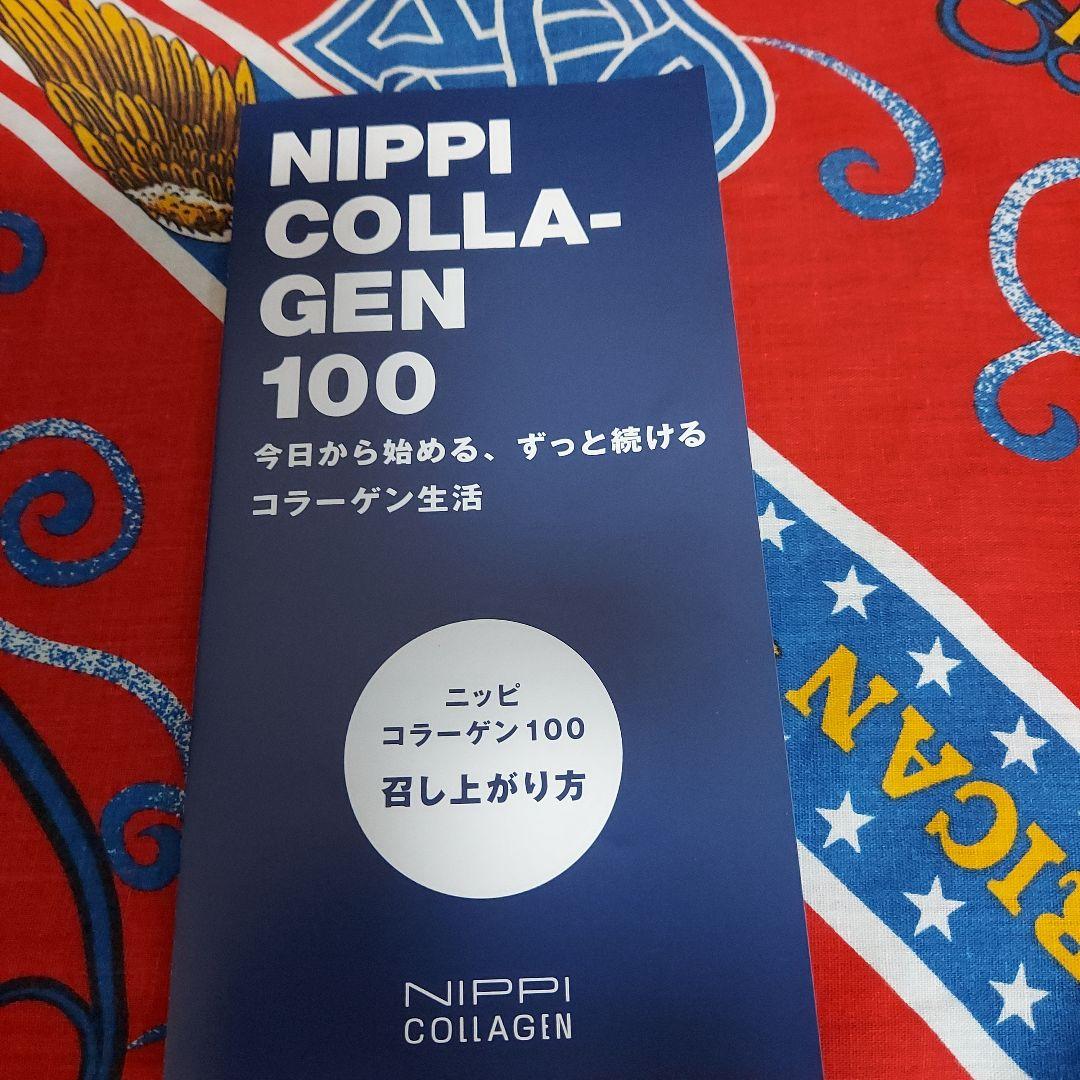 NIPPI
COLLA-
GEN
100
今日から始める、ずっと続ける
コラーゲン生活
ニッピ
コラーゲン100
召し上がり方
NIPPI
COLLAGEN
RICAN